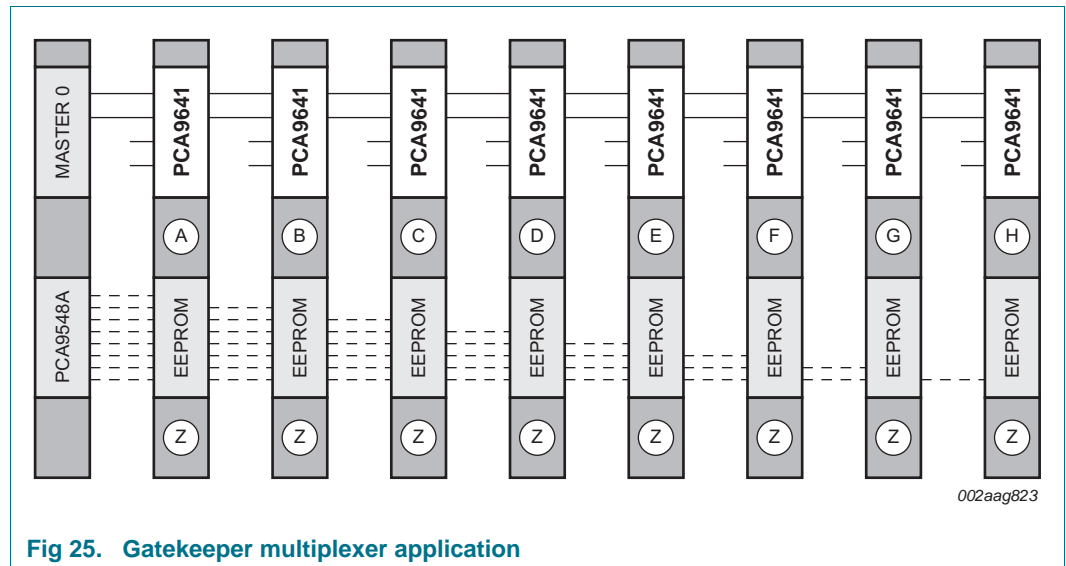 MASTER 0
PCA9641
PCA9641
PCA9641
PCA9641
PCA9641
PCA9641
PCA9641
PCA9641
A
B
C
D
E
F
G
H
PCA9548A
EEPROM
EEPROM
EEPROM
EEPROM
EEPROM
EEPROM
EEPROM
EEPROM
Z
Z
Z
Z
Z
Z
Z
Z
002aag823
Fig 25. Gatekeeper multiplexer application